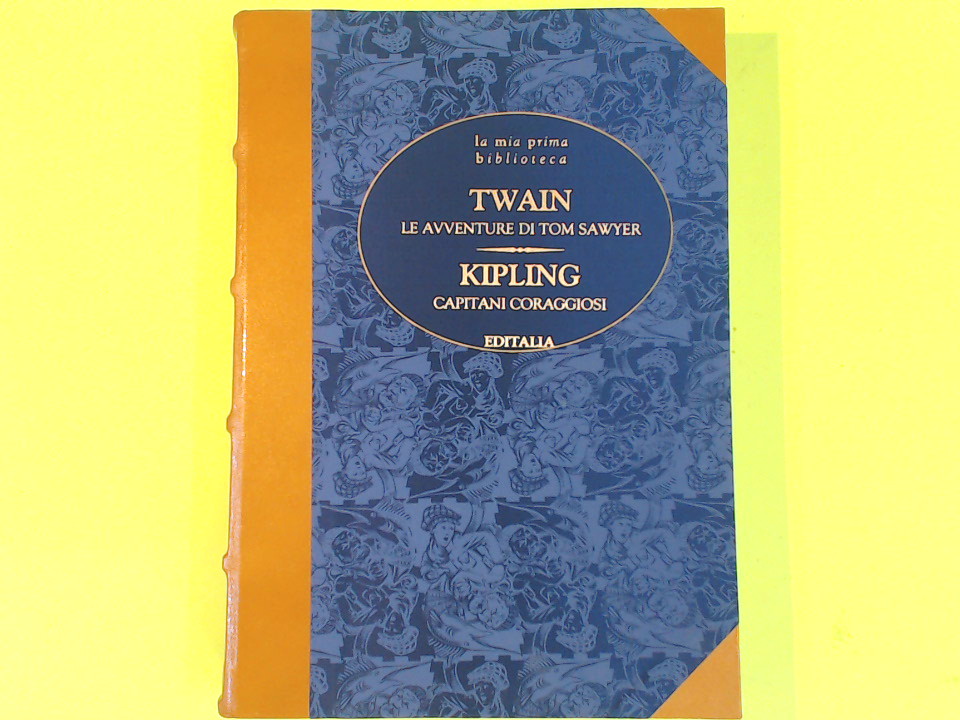 la mia prima
biblioteca
TWAIN
LE AVVENTURE DI TOM SAWYER
KIPLING
CAPITANI CORAGGIOSI
EDITALIA